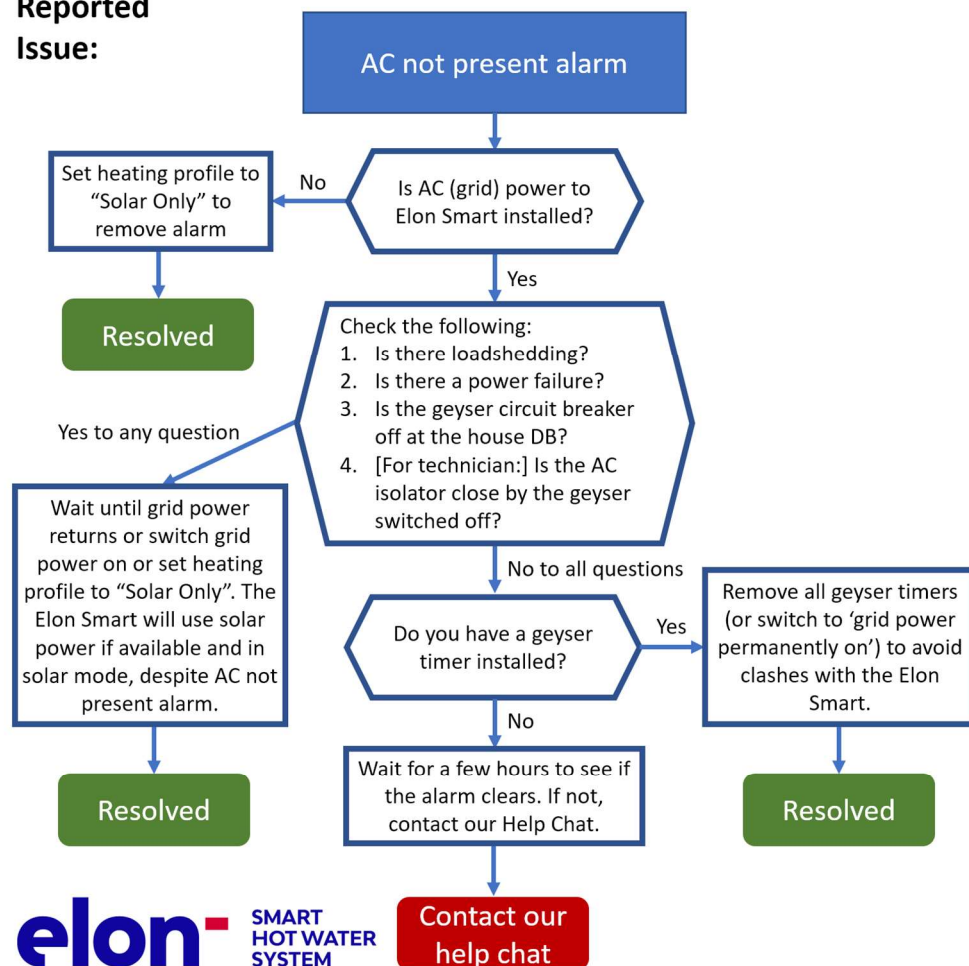 Reported
Issue:
AC not present alarm
Is AC (grid) power to
Elon Smart installed?
No
Set heating profile to
“Solar Only” to
remove alarm
Resolved
Yes
Check the following:
1. Is there loadshedding?
2. Is there a power failure?
3. Is the geyser circuit breaker
off at the house DB?
4. [For technician:] Is the AC
isolator close by the geyser
switched off?
Yes to any question
Wait until grid power
returns or switch grid
power on or set heating
profile to “Solar Only”. The
Elon Smart will use solar
power if available and in
solar mode, despite AC not
present alarm.
Resolved
No to all questions
Do you have a geyser
timer installed?
Yes
Remove all geyser timers
(or switch to ‘grid power
permanently on’) to avoid
clashes with the Elon
Smart.
Resolved
No
Wait for a few hours to see if
the alarm clears. If not,
contact our Help Chat.
Contact our
help chat
elon
SMART
HOT WATER
SYSTEM